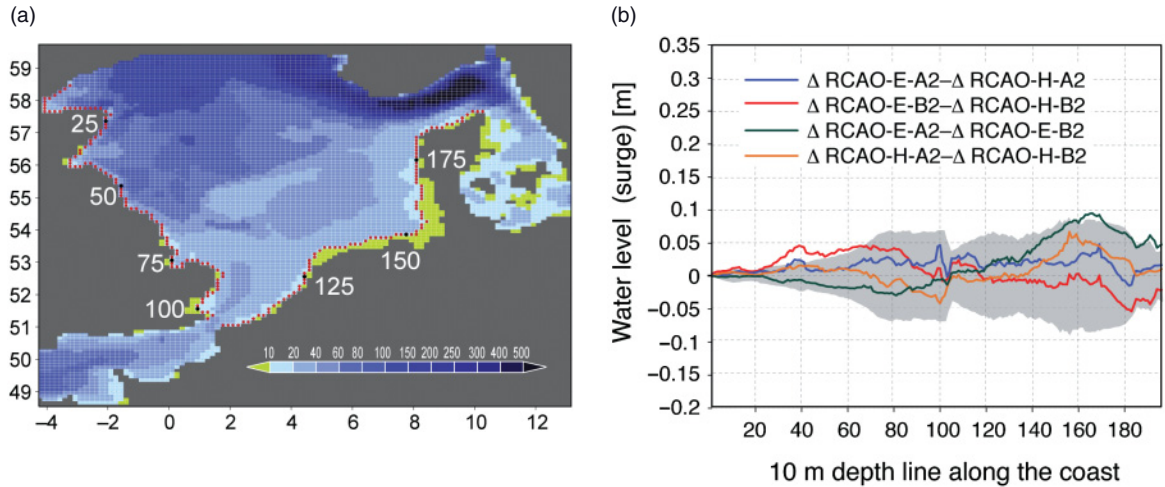 (a)
59
58
57
56
55
54
53
52
51
50
49
25
50
75
100
125
150
175
10 20 40 60 80 100 150 200 250 300 400 500
−4 −2 0 2 4 6 8 10 12
(b)
Water level (surge) [m]
0.35
0.3
0.25
0.2
0.15
0.1
0.05
0
−0.05
−0.1
−0.15
−0.2
Δ RCAO-E-A2–Δ RCAO-H-A2
Δ RCAO-E-B2–Δ RCAO-H-B2
Δ RCAO-E-A2–Δ RCAO-E-B2
Δ RCAO-H-A2–Δ RCAO-H-B2
20 40 60 80 100 120 140 160 180
10 m depth line along the coast